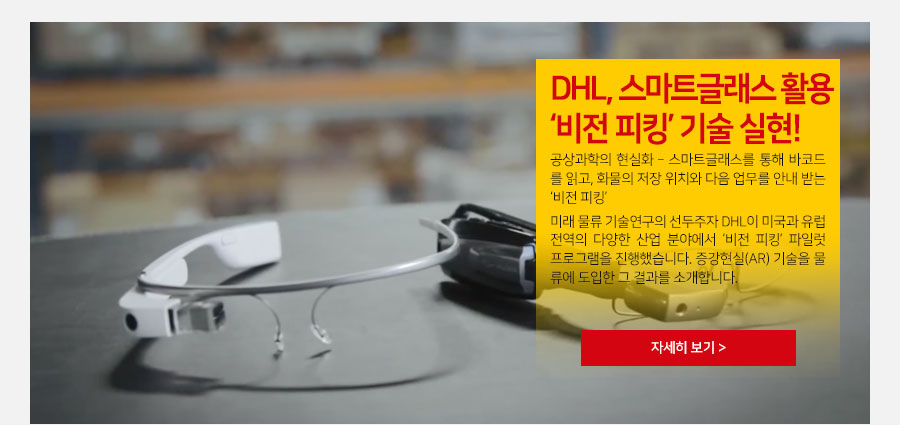 DHL, 스마트글래스 활용
‘비전 피킹’ 기술 실현!
공상과학의 현실화 – 스마트글래스를 통해 바코드
를 읽고, 화물의 저장 위치와 다음 업무를 안내 받는
‘비전 피킹’
미래 물류 기술연구의 선두주자 DHL이 미국과 유럽
전역의 다양한 산업 분야에서 ‘비전 피킹’ 파일럿
프로그램을 진행했습니다. 증강현실(AR) 기술을 물
류에 도입한 그 결과를 소개합니다.
자세히 보기 >